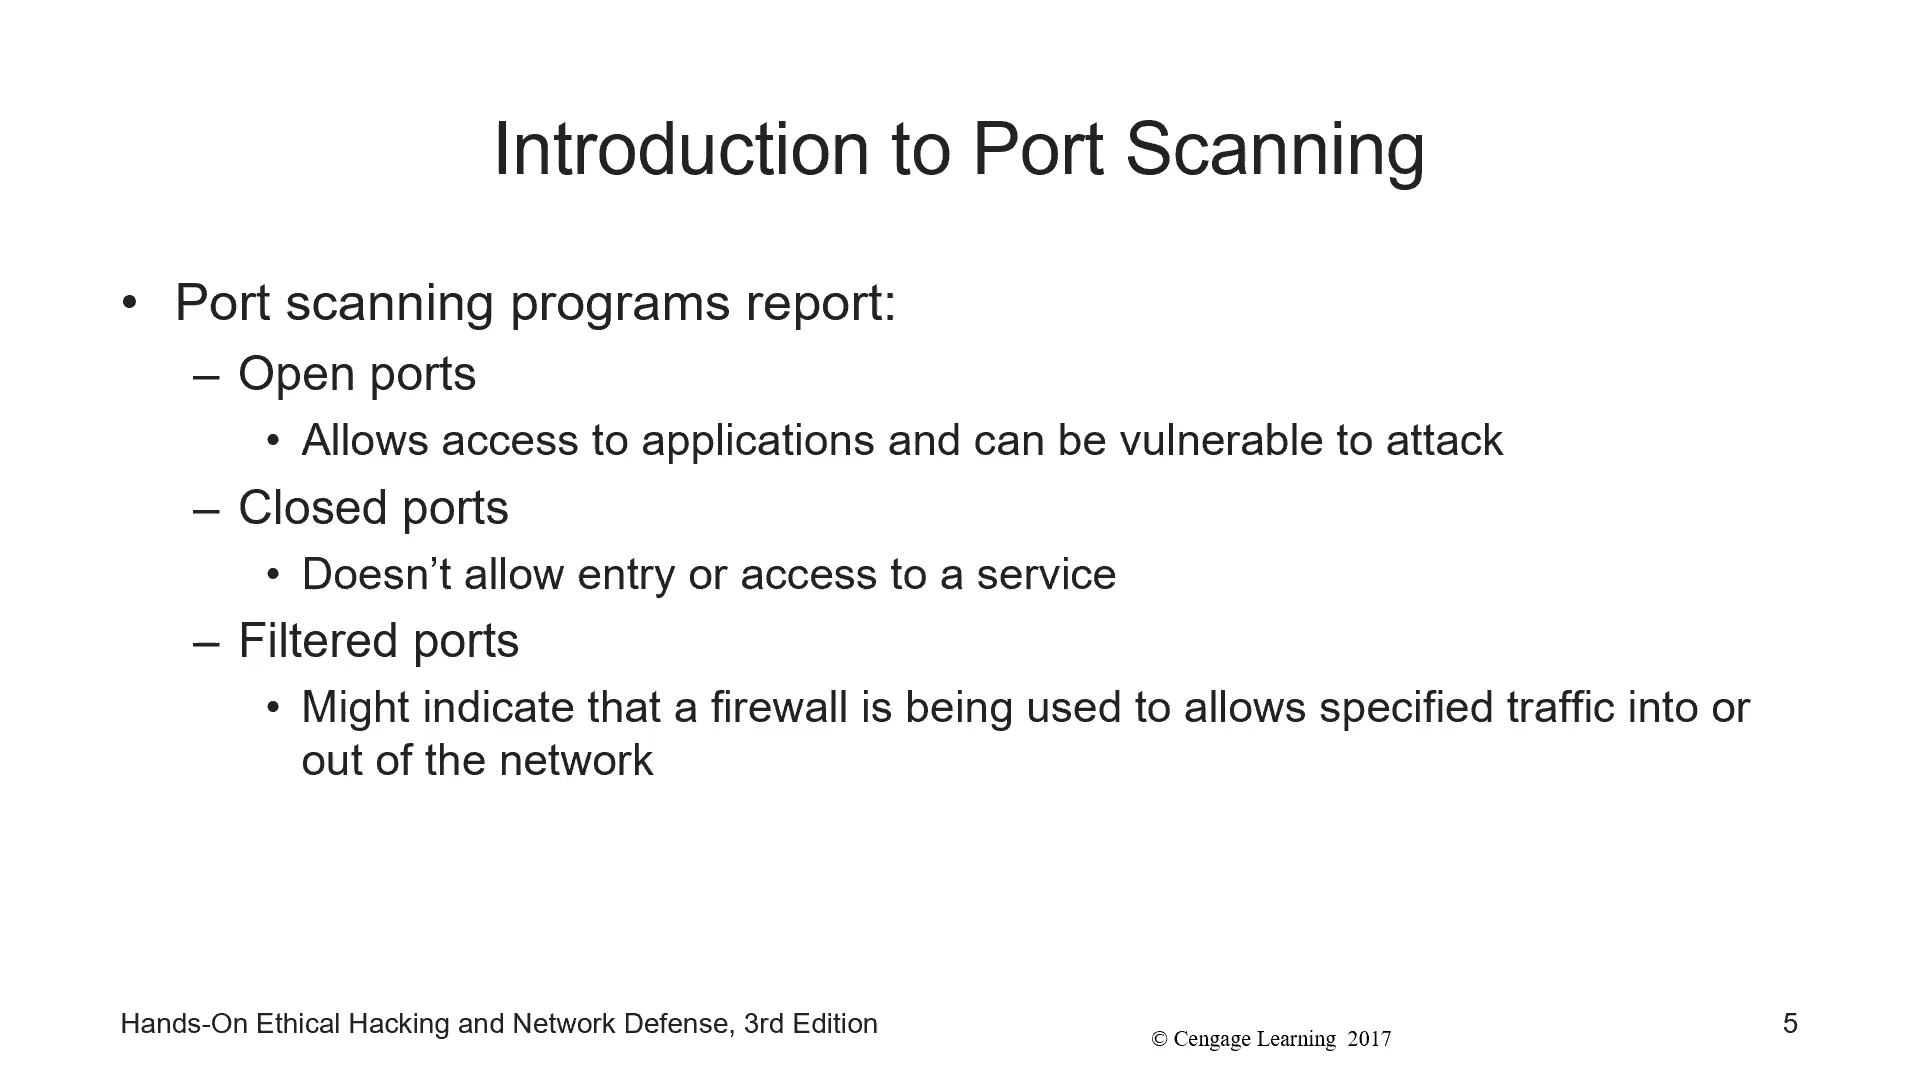 Introduction to Port Scanning
• Port scanning programs report:
– Open ports
• Allows access to applications and can be vulnerable to attack
– Closed ports
• Doesn’t allow entry or access to a service
– Filtered ports
• Might indicate that a firewall is being used to allows specified traffic into or
out of the network
Hands-On Ethical Hacking and Network Defense, 3rd Edition
© Cengage Learning 2017
5